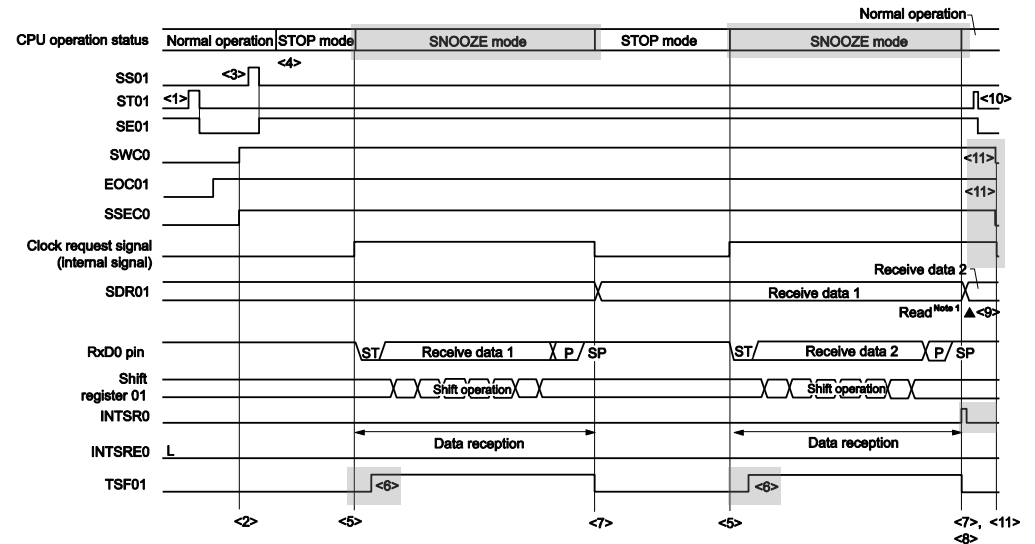 Normal operation
CPU operation status Normal operation STOP mode SNOOZE mode STOP mode SNOOZE mode
<4>
SS01 <3>
ST01 <1> <10>
SE01
SWC0 <11>
EOC01 <11>
SSEC0
Clock request signal
(internal signal)
Receive data 2
SDR01 Receive data 1
Read Note 1 ▲<9>
RxD0 pin ST Receive data 1 P SP ST Receive data 2 P SP
Shift
register 01 Shift operation Shift operation
INTSR0
Data reception Data reception
INTSRE0 L
TSF01 <6> <6>
<2> <5> <7> <5> <7>, <11>
<8>